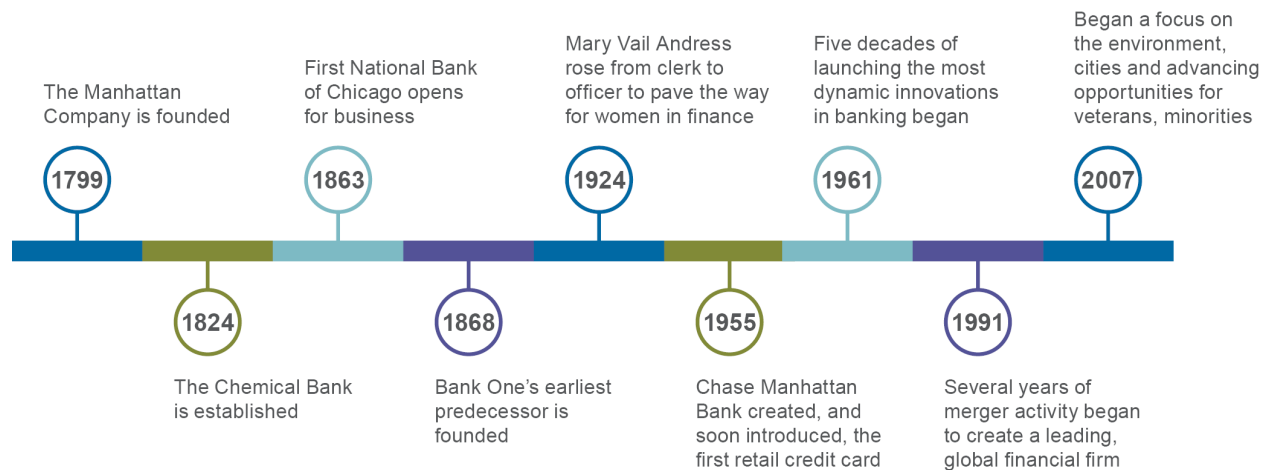 The Manhattan
Company is founded
1799
1824
The Chemical Bank
is established
First National Bank
of Chicago opens
for business
1863
1868
Bank One's earliest
predecessor is
founded
Mary Vail Andress
rose from clerk to
officer to pave the way
for women in finance
1924
1955
Chase Manhattan
Bank created, and
soon introduced, the
first retail credit card
Five decades of
launching the most
dynamic innovations
in banking began
1961
1991
Several years of
merger activity began
to create a leading,
global financial firm
Began a focus on
the environment,
cities and advancing
opportunities for
veterans, minorities
2007